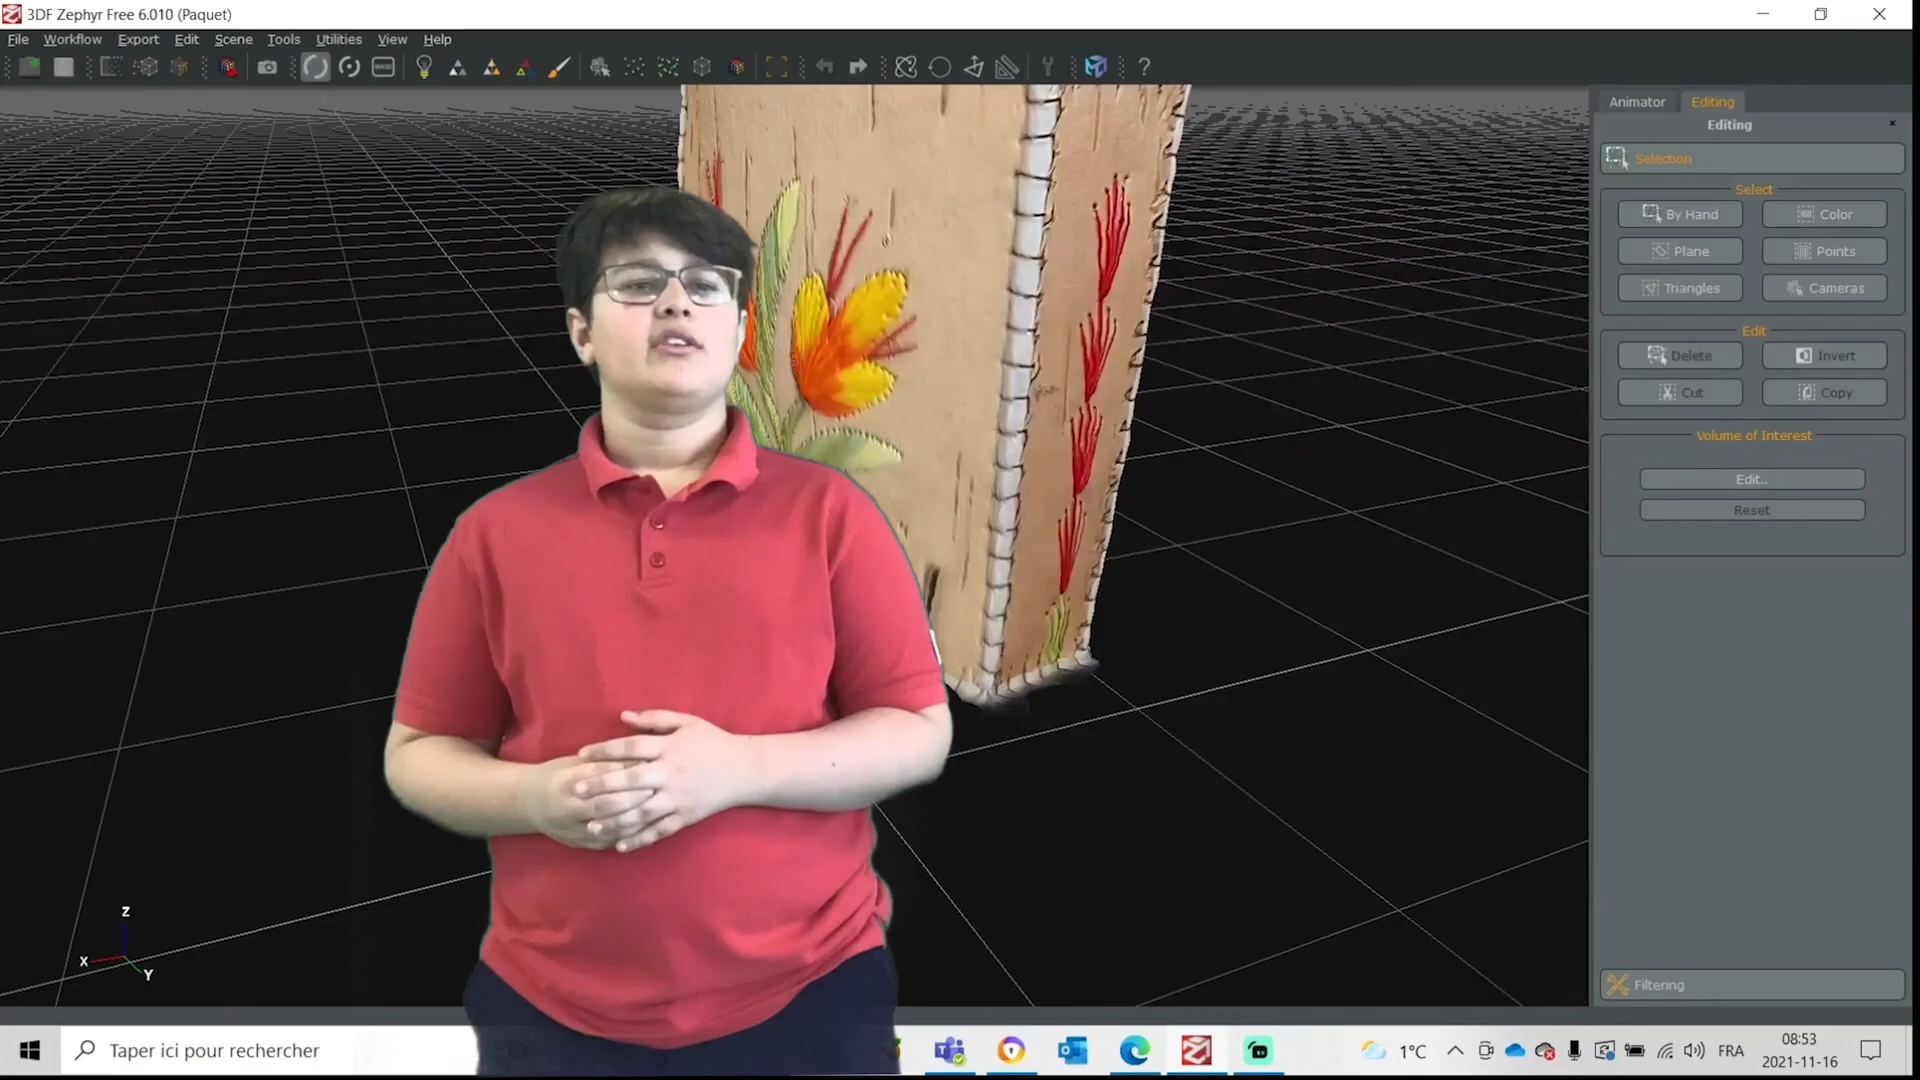 3DF Zephyr Free 6.010 (Paquet)
File Workflow Export Edit Scene Tools Utilities View Help
Animator Editing
Editing
Selection
Select
By Hand Color
Plane Points
Triangles Cameras
Edit
Delete Invert
Cut Copy
Volume of Interest
Edit..
Reset
Z
X
Y
Filtering
Taper ici pour rechercher
1°C
FRA
08:53
2021-11-16